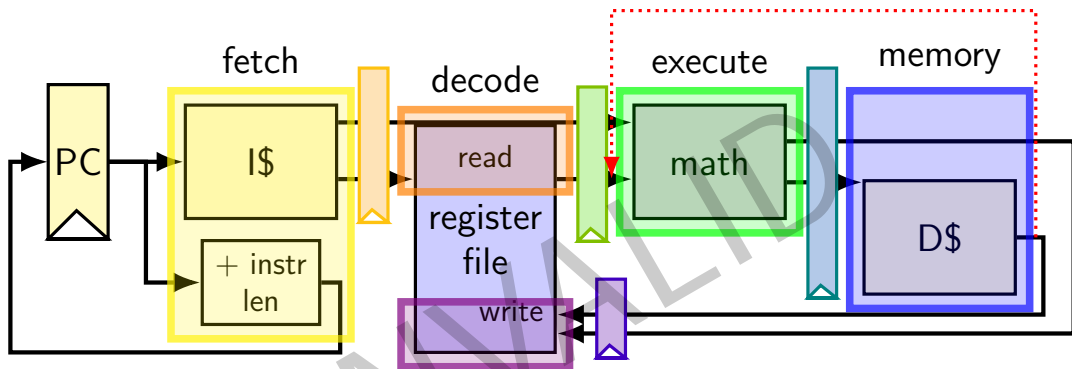 fetch
decode
execute
memory
PC
I$
read
math
register
file
D$
+ instr
len
write
INVALID